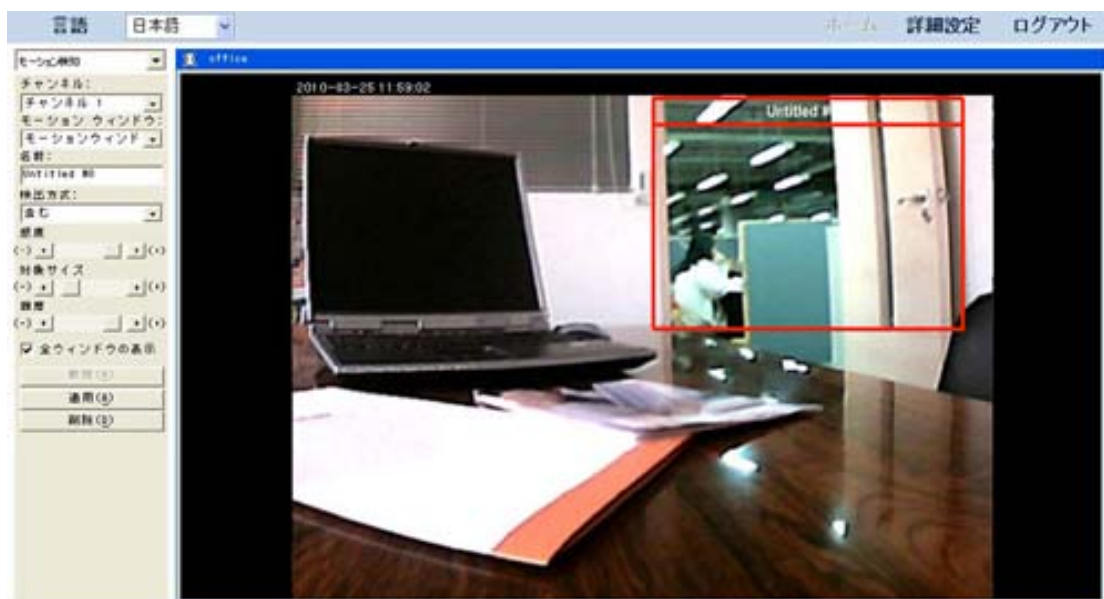 言語 日本語 ホーム 詳細設定 ログアウト
モーション検知
office
チャンネル:
チャンネル 1
2010-03-25 11:59:02
モーション ウィンドウ:
モーションウィンド
Untitled #
名前:
Untitled #0
検出方式:
含む
感度
(-) (+)
対象サイズ
(-) (+)
履歴
(-) (+)
全ウィンドウの表示
新規(N)
適用(A)
削除(D)